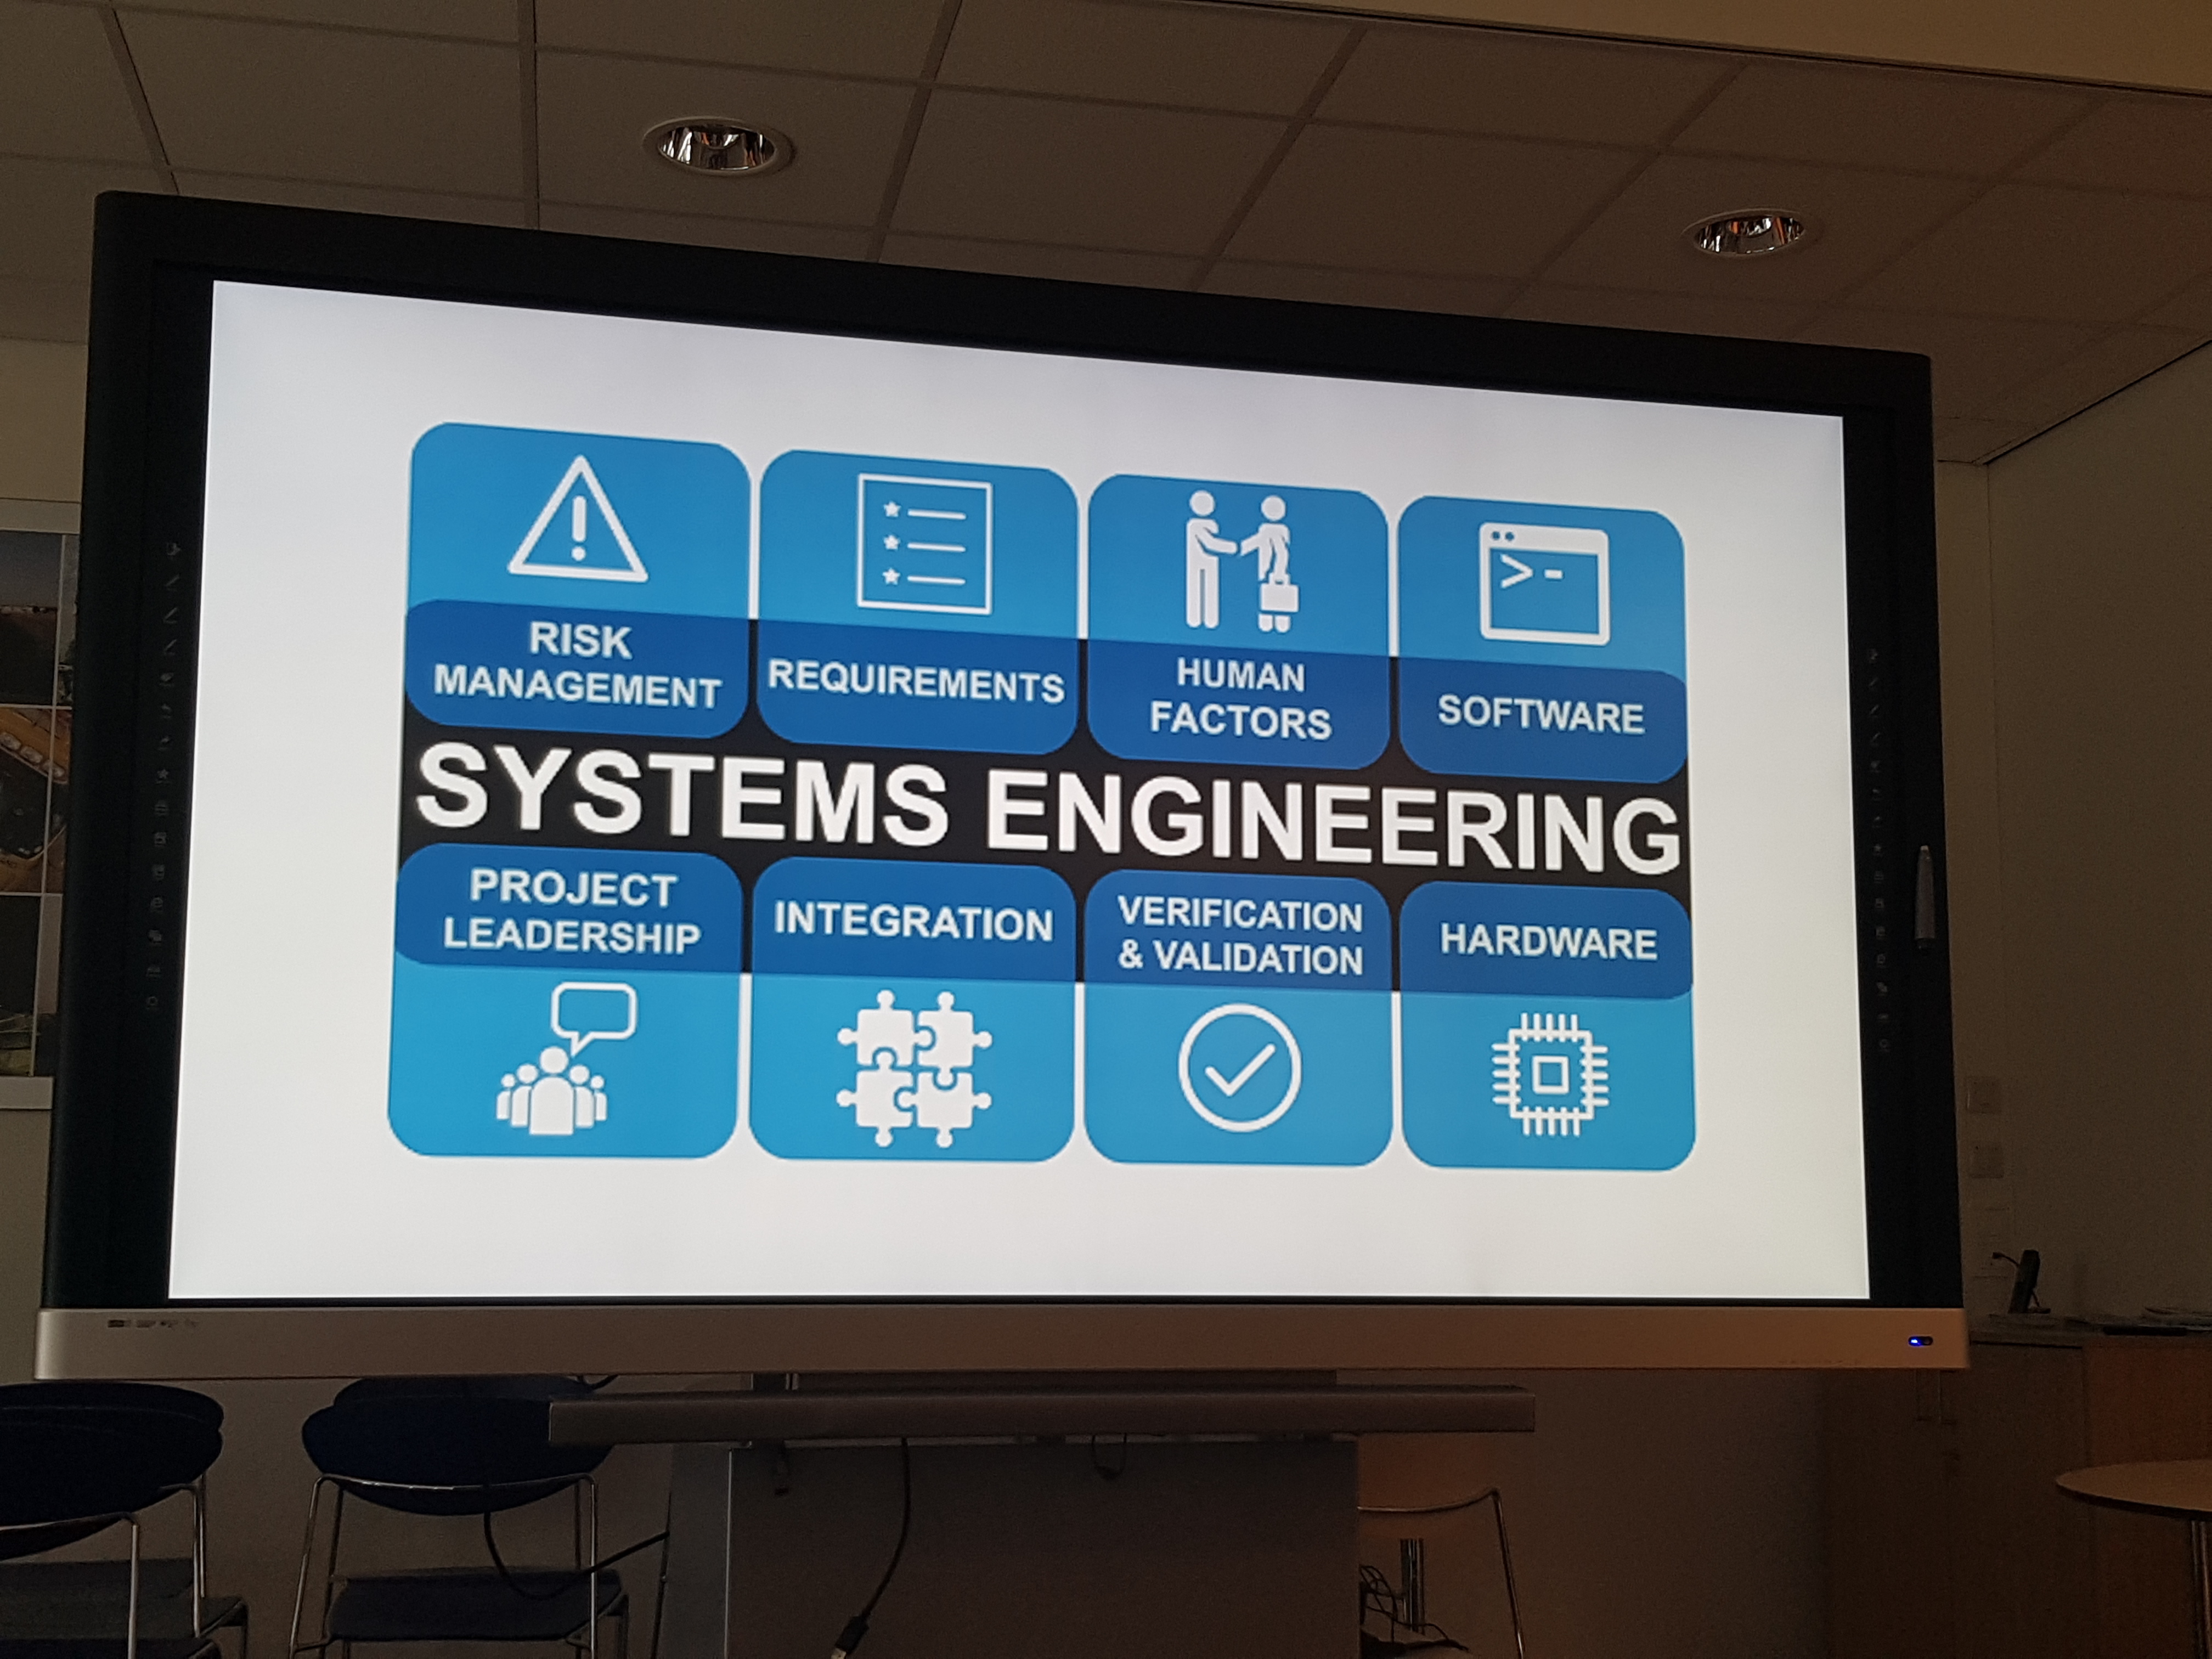 RISK
MANAGEMENT
REQUIREMENTS
HUMAN
FACTORS
>-
SOFTWARE
SYSTEMS ENGINEERING
PROJECT
LEADERSHIP
INTEGRATION
VERIFICATION
& VALIDATION
HARDWARE